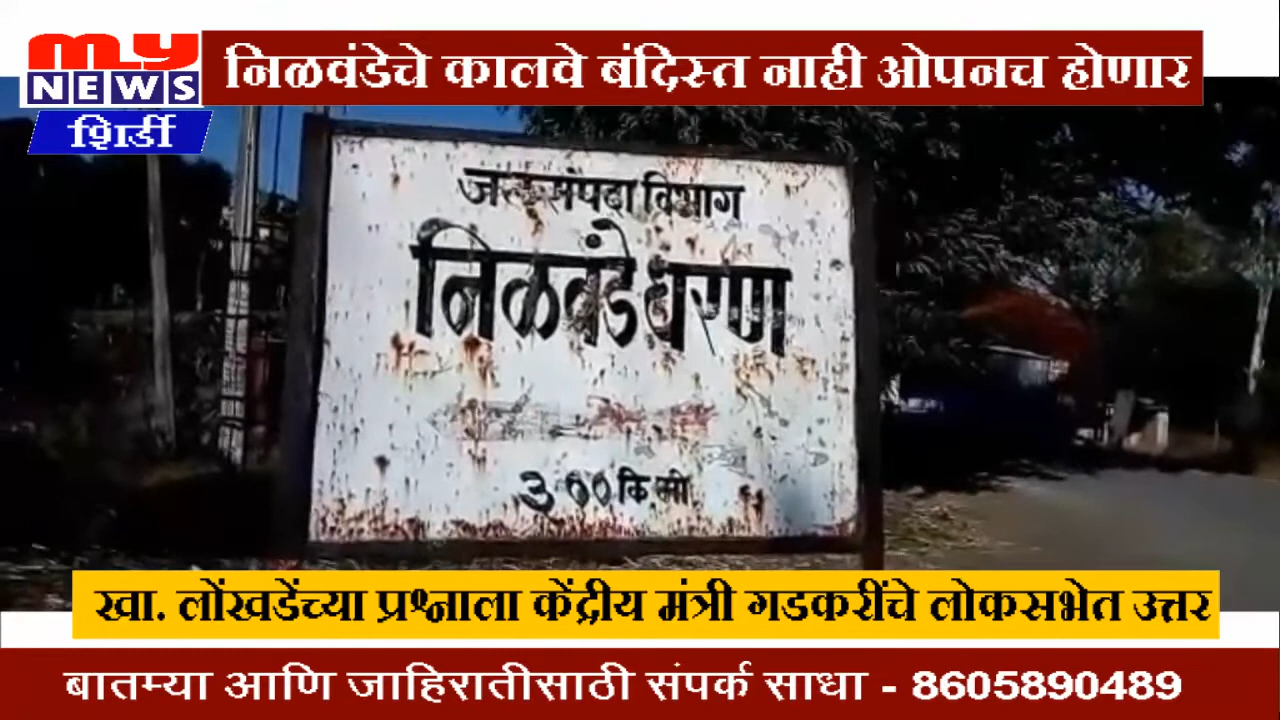 my
NEWS
शिर्डी
निळवंडेचे कालवे बंदिस्त नाही ओपनच होणार
जलसंपदा विभाग
निळवंडे धरण
३०० कि मी
खा. लोंखडेंच्या प्रश्नाला केंद्रीय मंत्री गडकरींचे लोकसभेत उत्तर
बातम्या आणि जाहिरातीसाठी संपर्क साधा - 8605890489